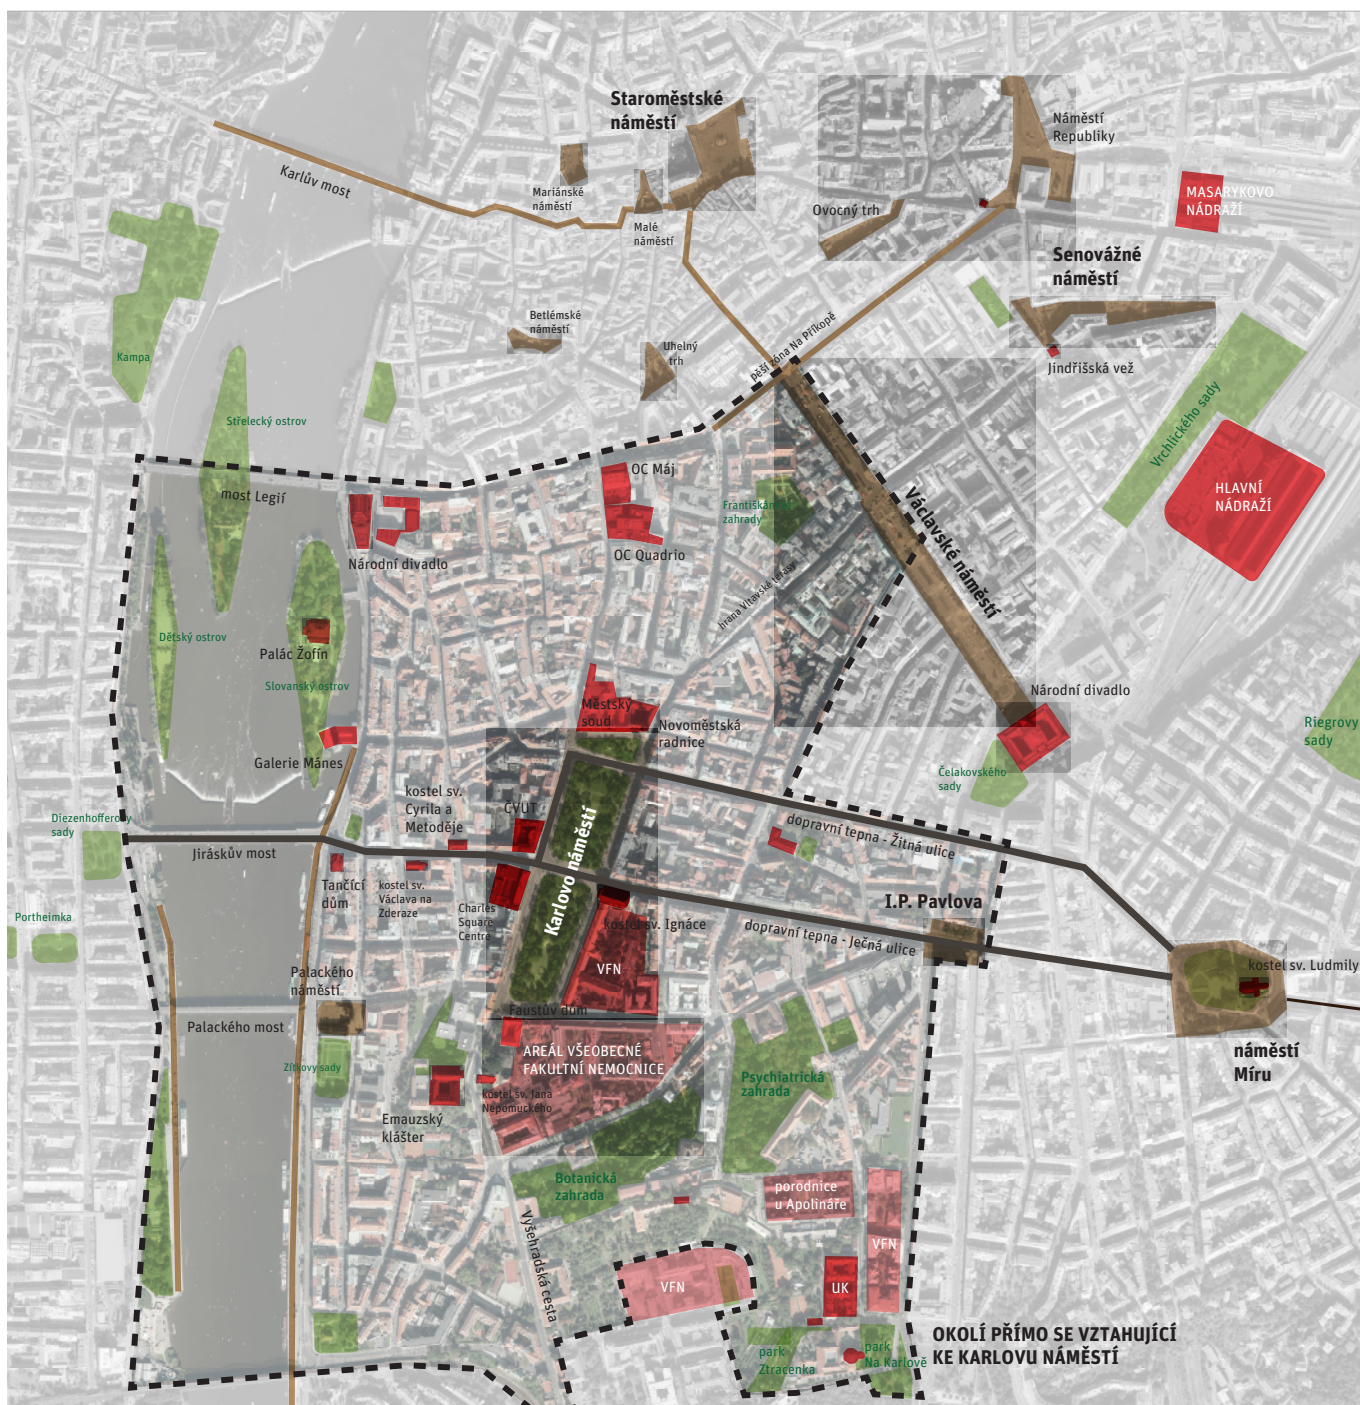 Staroměstské
náměstí
Náměstí
Republiky
Karlův most
Mariánské
náměstí
MASARYKOVO
NÁDRAŽÍ
Malé
náměstí
Ovocný trh
Senovážné
náměstí
Betlémské
náměstí
Uhelný
trh
pěší zóna Na Příkopě
Kampa
Jindřišská vež
Střelecký ostrov
Vrchlického sady
OC Máj
most Legií
Františkánské
zahrady
Václavské náměstí
HLAVNÍ
NÁDRAŽÍ
Národní divadlo
OC Quadrio
hrana Vltavské terasy
Dětský ostrov
Palác Žofín
Slovanský ostrov
Národní divadlo
Městský
soud
Novoměstská
radnice
Riegrovy
sady
Galerie Mánes
Čelakovského
sady
kostel sv.
Cyrila a
Metoděje
ČVUT
Karlovo náměstí
Diezenhofferovy
sady
dopravní tepna - Žitná ulice
Jiráskův most
Tančící
dům
kostel sv.
Václava na
Zderaze
Charles
Square
Centre
I.P. Pavlova
Portheimka
kostel sv. Ignáce
dopravní tepna - Ječná ulice
VFN
kostel sv. Ludmily
Palackého
náměstí
Faustův dům
Palackého most
AREÁL VŠEOBECNÉ
FAKULTNÍ NEMOCNICE
náměstí
Míru
Zítkovy sady
Psychiatrická
zahrada
kostel sv. Jana
Nepomuckého
Emauzský
klášter
Botanická
zahrada
porodnice
u Apolináře
Vyšehradská cesta
VFN
VFN
UK
OKOLÍ PŘÍMO SE VZTAHUJÍCÍ
KE KARLOVU NÁMĚSTÍ
park
Ztracenka
park
Na Karlově